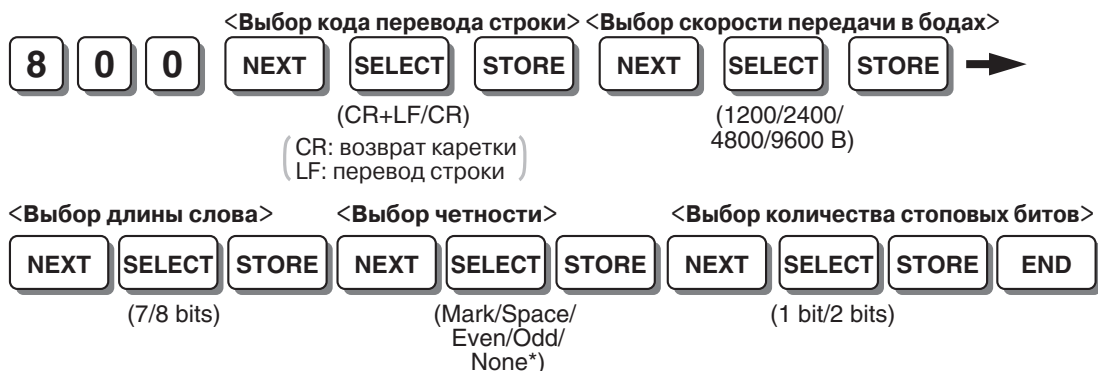 <Выбор кода перевода строки> <Выбор скорости передачи в бодах>
8 0 0 NEXT SELECT STORE NEXT SELECT STORE
(CR+LF/CR)
CR: возврат каретки
LF: перевод строки
(1200/2400/
4800/9600 B)
<Выбор длины слова> <Выбор четности> <Выбор количества стоповых битов>
NEXT SELECT STORE NEXT SELECT STORE NEXT SELECT STORE END
(7/8 bits)
(Mark/Space/
Even/Odd/
None*)
(1 bit/2 bits)